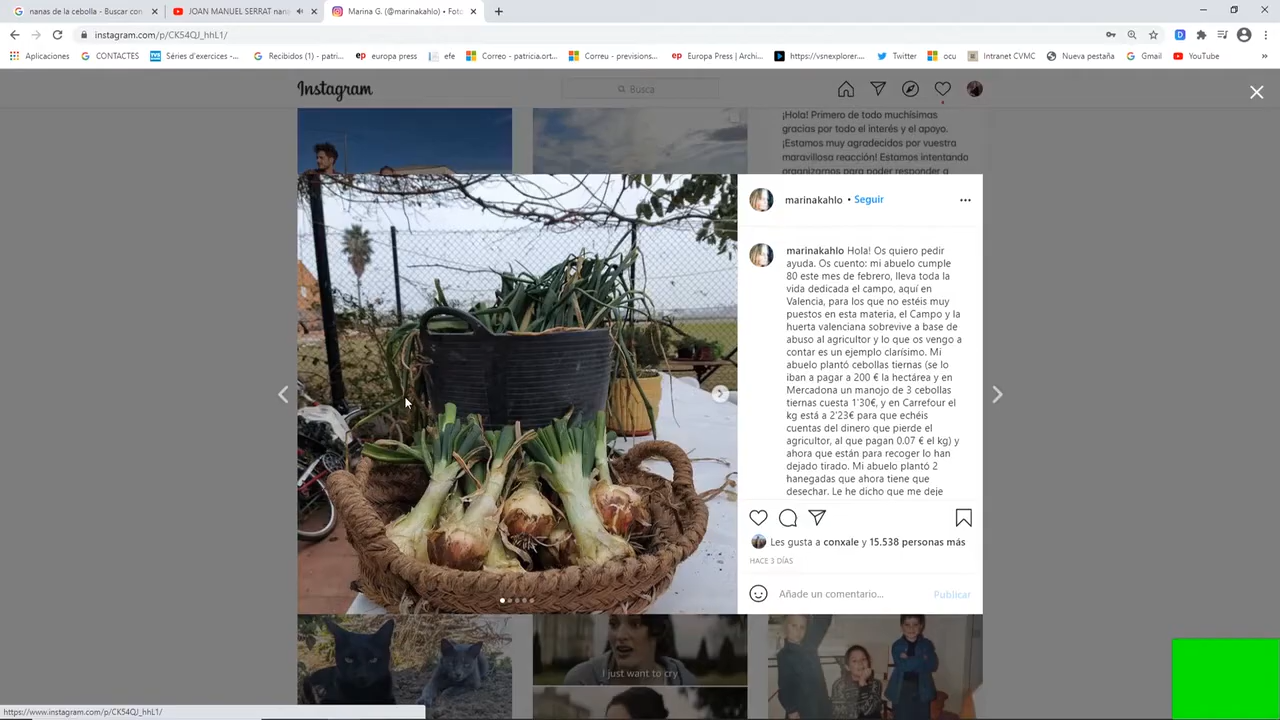 nanas de la cebolla - Buscar con
JOAN MANUEL SERRAT nana
Marina G. (@marinakahlo) • Foto
instagram.com/p/CK54QJ_hhL1/
Aplicaciones
CONTACTES
Séries d'exercices -...
Recibidos (1) - patri...
europa press
efe
Correo - patricia.ort...
Correu - previsions...
Europa Press | Archi...
https://vsnexplorer...
Twitter
ocu
Intranet CVMC
Nueva pestaña
Gmail
YouTube
Instagram
Busca
¡Hola! Primero de todo muchísimas
gracias por todo el interés y el apoyo.
¡Estamos muy agradecidos por vuestra
maravillosa reacción! Estamos intentando
organizarnos para poder responder a
marinakahlo • Seguir
marinakahlo Hola! Os quiero pedir
ayuda. Os cuento: mi abuelo cumple
80 este mes de febrero, lleva toda la
vida dedicada el campo, aquí en
Valencia, para los que no estéis muy
puestos en esta materia, el Campo y la
huerta valenciana sobrevive a base de
abuso al agricultor y lo que os vengo a
contar es un ejemplo clarísimo. Mi
abuelo plantó cebollas tiernas (se lo
iban a pagar a 200 € la hectárea y en
Mercadona un manojo de 3 cebollas
tiernas cuesta 1'30€, y en Carrefour el
kg está a 2'23€ para que echéis
cuentas del dinero que pierde el
agricultor, al que pagan 0.07 € el kg) y
ahora que están para recoger lo han
dejado tirado. Mi abuelo plantó 2
hanegadas que ahora tiene que
desechar. Le he dicho que me deje
Les gusta a conxale y 15.538 personas más
HACE 3 DÍAS
Añade un comentario...
Publicar
I just want to cry
https://www.instagram.com/p/CK54QJ_hhL1/